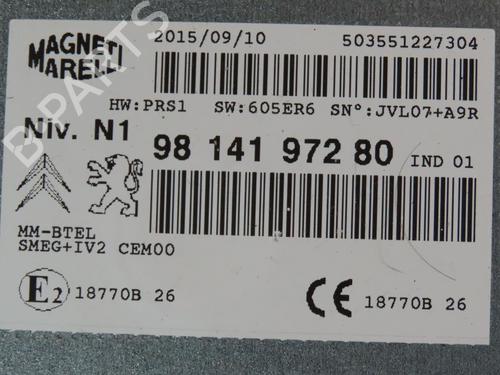 MAGNETI MARELLI
2015/09/10 503551227304
HW:PRS1 SW:605ER6 SN°:JVL07+A9R
Niv. N1
98 141 972 80 IND 01
MM-BTEL
SMEG+IV2 CEM00
E2 18770B 26
CE 18770B 26
B-PARTS